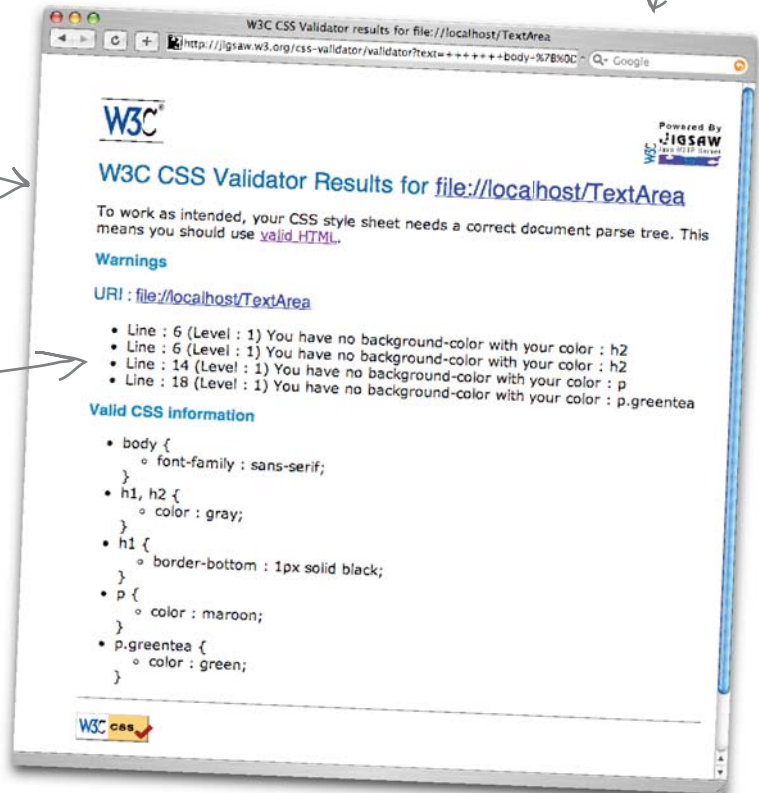 W3C CSS Validator results for file://localhost/TextArea
http://jigsaw.w3.org/css-validator/validator?text=+++++++body-%7B%0D
Google
W3C®
Powered By
JIGSAW
W3C
W3C CSS Validator Results for file://localhost/TextArea
To work as intended, your CSS style sheet needs a correct document parse tree. This
means you should use valid HTML.
Warnings
URI : file://localhost/TextArea
• Line : 6 (Level : 1) You have no background-color with your color : h2
• Line : 6 (Level : 1) You have no background-color with your color : h2
• Line : 14 (Level : 1) You have no background-color with your color : p
• Line : 18 (Level : 1) You have no background-color with your color : p.greentea
Valid CSS information
• body {
◦ font-family : sans-serif;
}
• h1, h2 {
◦ color : gray;
}
• h1 {
◦ border-bottom : 1px solid black;
}
• p {
◦ color : maroon;
}
• p.greentea {
◦ color : green;
}
W3C css